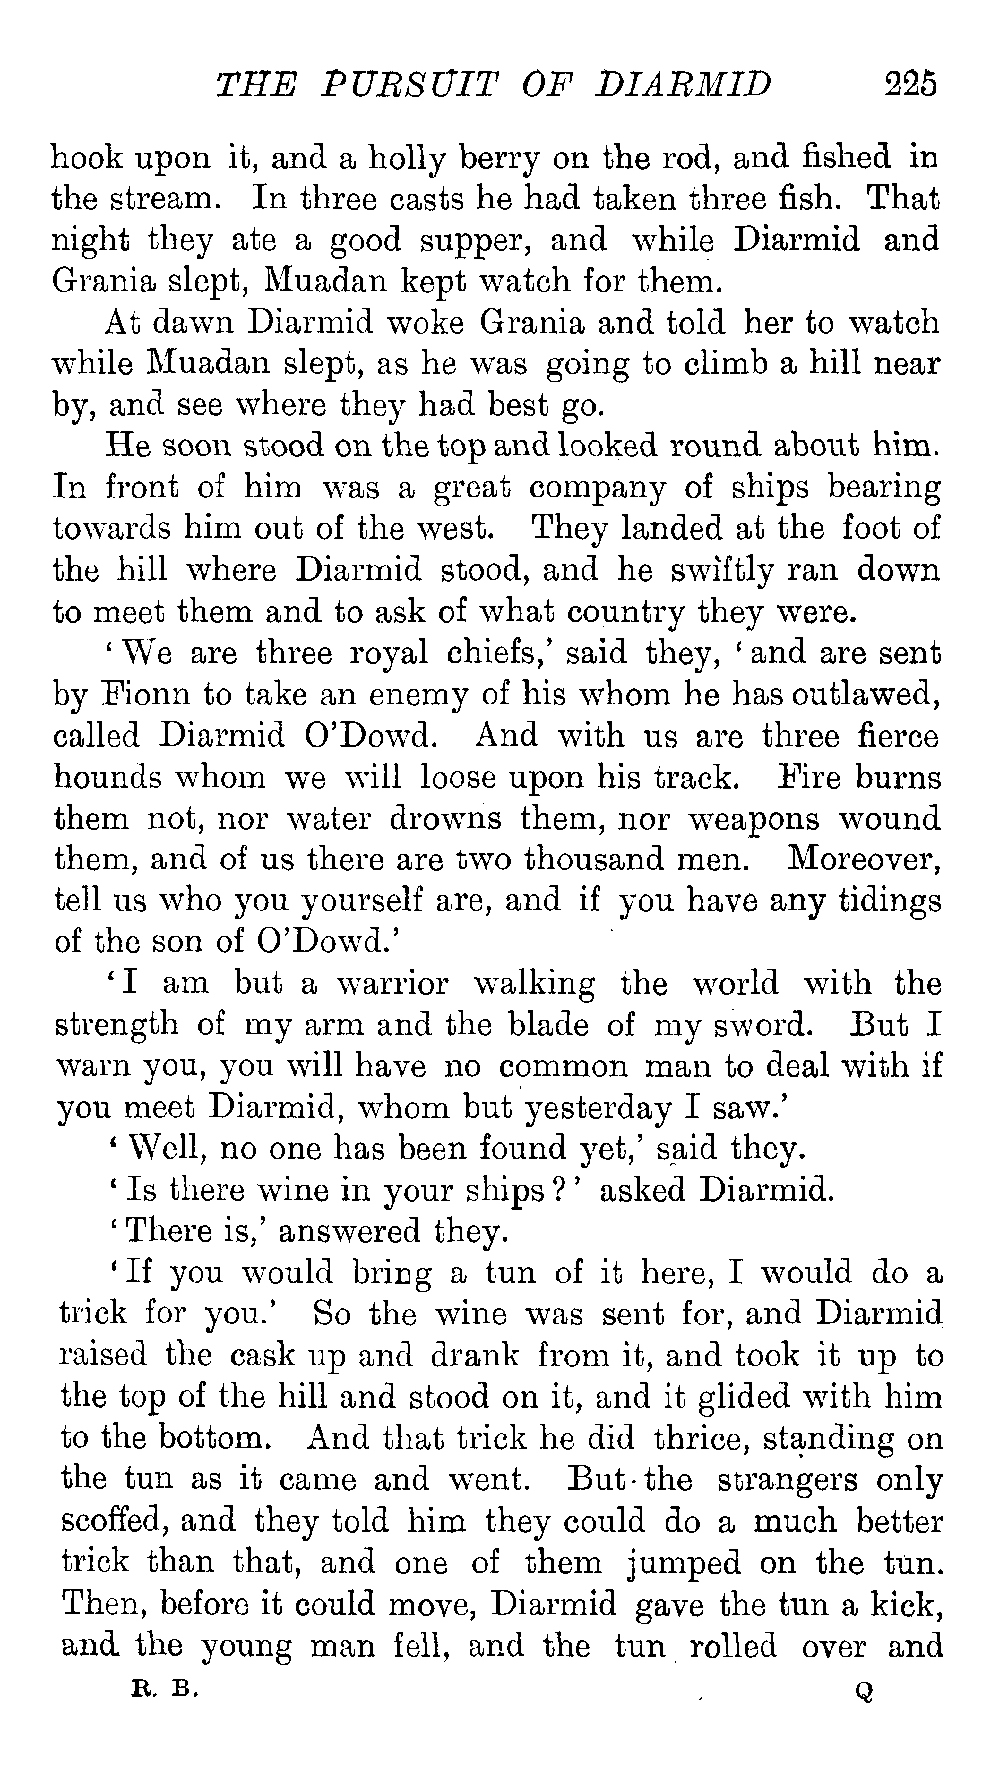 THE PURSUIT OF DIARMID 225
hook upon it, and a holly berry on the rod, and fished in
the stream. In three casts he had taken three fish. That
night they ate a good supper, and while Diarmid and
Grania slept, Muadan kept watch for them.
At dawn Diarmid woke Grania and told her to watch
while Muadan slept, as he was going to climb a hill near
by, and see where they had best go.
He soon stood on the top and looked round about him.
In front of him was a great company of ships bearing
towards him out of the west. They landed at the foot of
the hill where Diarmid stood, and he swiftly ran down
to meet them and to ask of what country they were.
‘We are three royal chiefs,’ said they, ‘and are sent
by Fionn to take an enemy of his whom he has outlawed,
called Diarmid O’Dowd. And with us are three fierce
hounds whom we will loose upon his track. Fire burns
them not, nor water drowns them, nor weapons wound
them, and of us there are two thousand men. Moreover,
tell us who you yourself are, and if you have any tidings
of the son of O’Dowd.’
‘I am but a warrior walking the world with the
strength of my arm and the blade of my sword. But I
warn you, you will have no common man to deal with if
you meet Diarmid, whom but yesterday I saw.’
‘Well, no one has been found yet,’ said they.
‘Is there wine in your ships?’ asked Diarmid.
‘There is,’ answered they.
‘If you would bring a tun of it here, I would do a
trick for you.’ So the wine was sent for, and Diarmid
raised the cask up and drank from it, and took it up to
the top of the hill and stood on it, and it glided with him
to the bottom. And that trick he did thrice, standing on
the tun as it came and went. But the strangers only
scoffed, and they told him they could do a much better
trick than that, and one of them jumped on the tun.
Then, before it could move, Diarmid gave the tun a kick,
and the young man fell, and the tun rolled over and
R. B. Q